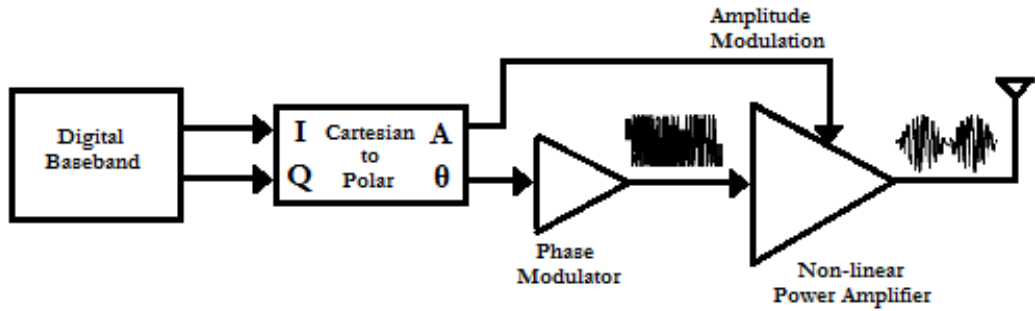 Amplitude
Modulation
Digital
Baseband
I Cartesian A
to
Q Polar θ
Phase
Modulator
Non-linear
Power Amplifier